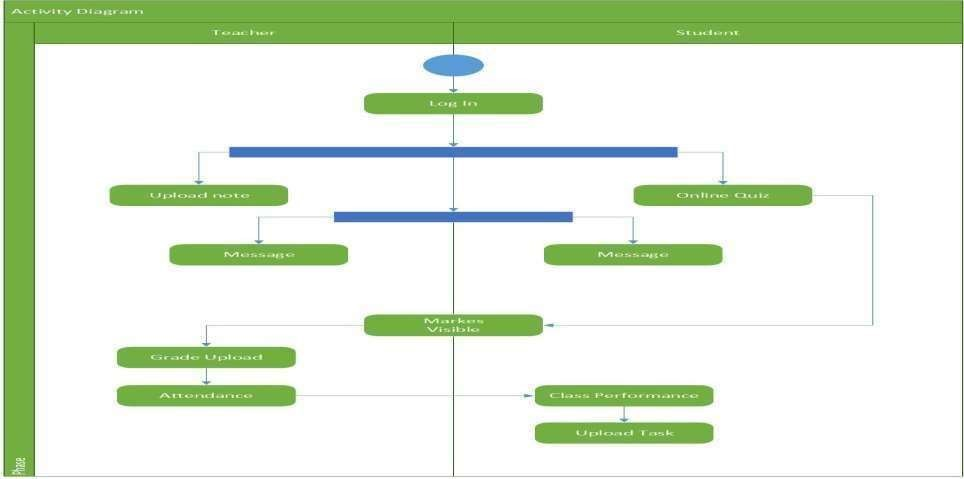 Activity Diagram
Teacher
Student
Log In
Upload note
Online Quiz
Message
Message
Markes
Visible
Grade Upload
Attendance
Class Performance
Upload Task
Phase